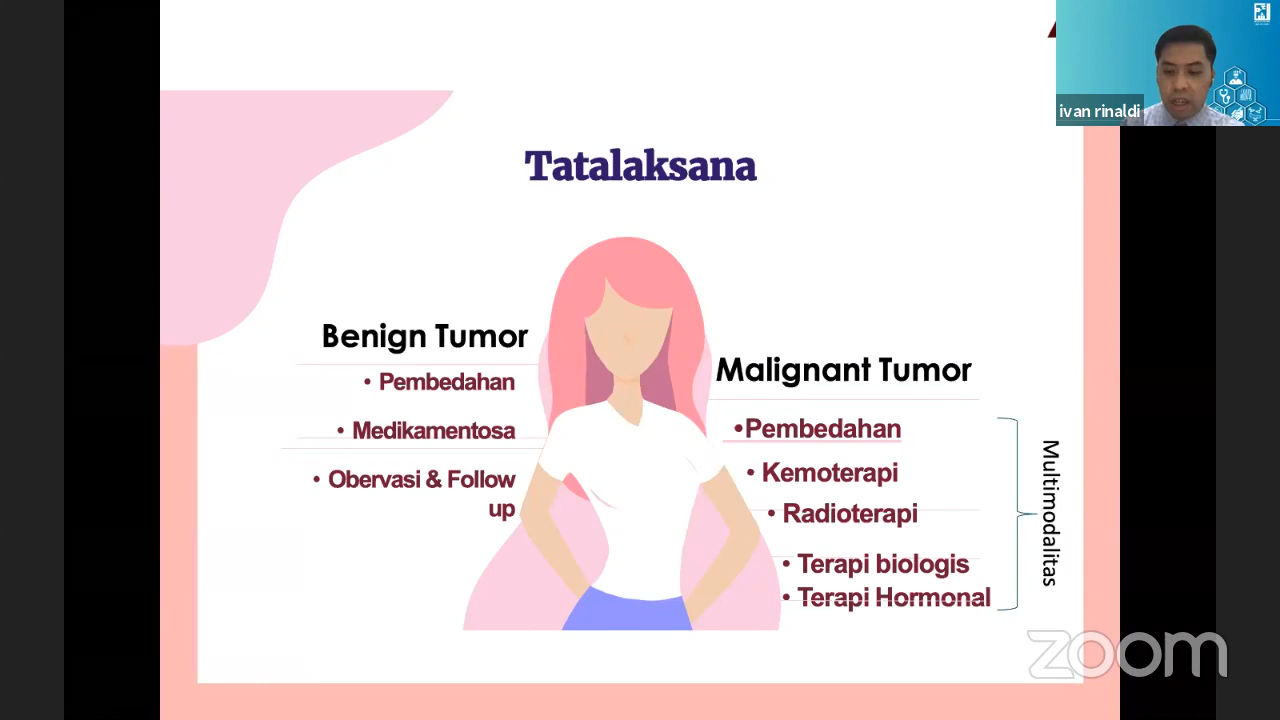 ivan rinaldi
Tatalaksana
Benign Tumor
• Pembedahan
• Medikamentosa
• Obervasi & Follow
up
Malignant Tumor
•Pembedahan
• Kemoterapi
• Radioterapi
• Terapi biologis
• Terapi Hormonal
Multimodalitas
zoom